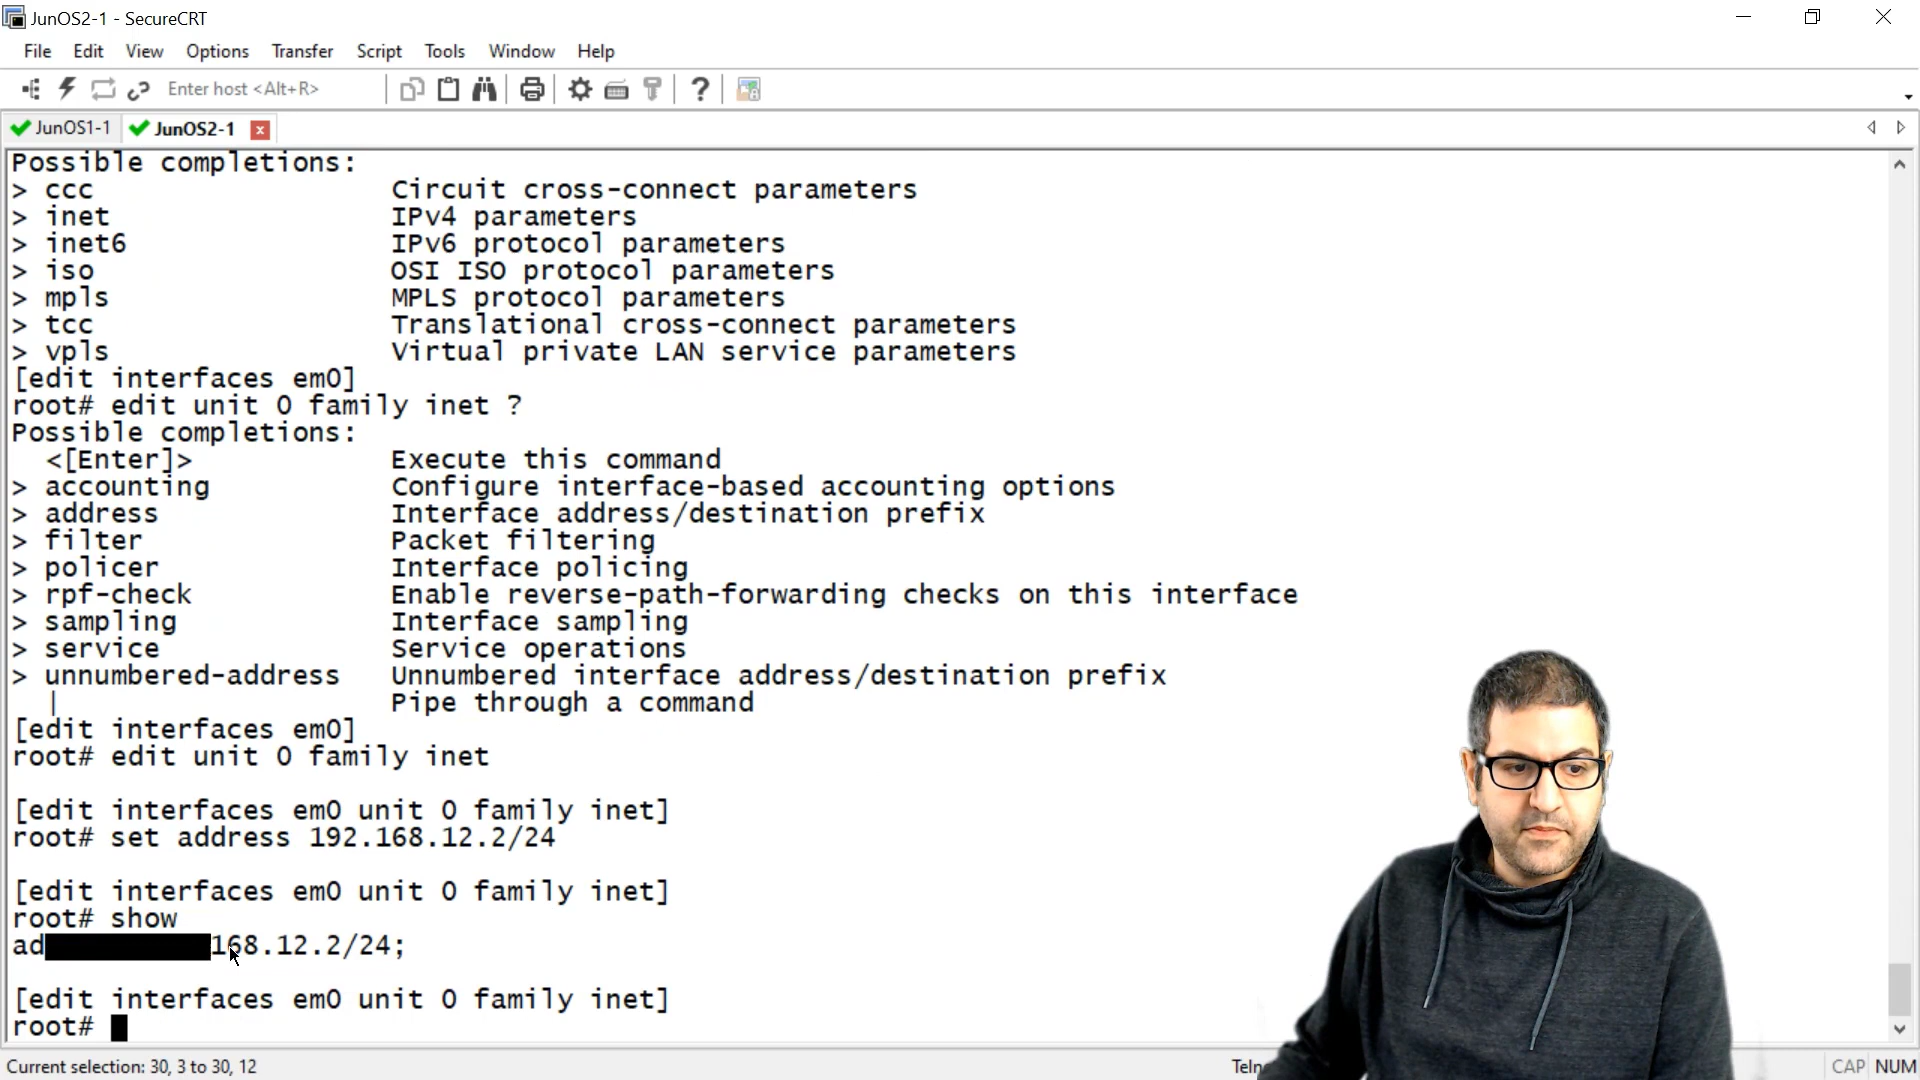 JunOS2-1 - SecureCRT
File Edit View Options Transfer Script Tools Window Help
Enter host <Alt+R>
JunOS1-1 JunOS2-1
Possible completions:
> ccc Circuit cross-connect parameters
> inet IPv4 parameters
> inet6 IPv6 protocol parameters
> iso OSI ISO protocol parameters
> mpls MPLS protocol parameters
> tcc Translational cross-connect parameters
> vpls Virtual private LAN service parameters
[edit interfaces em0]
root# edit unit 0 family inet ?
Possible completions:
<[Enter]> Execute this command
> accounting Configure interface-based accounting options
> address Interface address/destination prefix
> filter Packet filtering
> policer Interface policing
> rpf-check Enable reverse-path-forwarding checks on this interface
> sampling Interface sampling
> service Service operations
> unnumbered-address Unnumbered interface address/destination prefix
| Pipe through a command
[edit interfaces em0]
root# edit unit 0 family inet
[edit interfaces em0 unit 0 family inet]
root# set address 192.168.12.2/24
[edit interfaces em0 unit 0 family inet]
root# show
ad 168.12.2/24;
[edit interfaces em0 unit 0 family inet]
root#
Current selection: 30, 3 to 30, 12 Teln CAP NUM